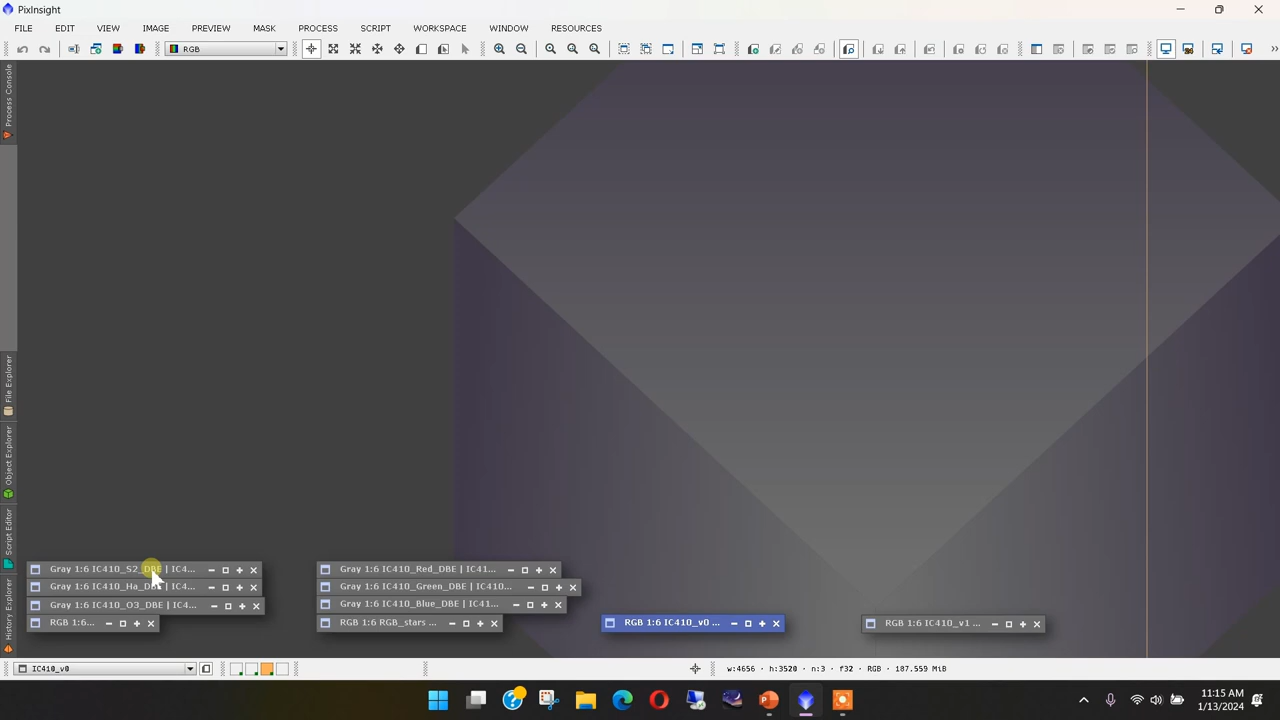 PixInsight
FILE EDIT VIEW IMAGE PREVIEW MASK PROCESS SCRIPT WORKSPACE WINDOW RESOURCES
RGB
Process Console
File Explorer
Object Explorer
Script Editor
History Explorer
Gray 1:6 IC410_S2_DBE | IC4...
Gray 1:6 IC410_Red_DBE | IC41...
Gray 1:6 IC410_Ha_DBE | IC4...
Gray 1:6 IC410_Green_DBE | IC410...
Gray 1:6 IC410_O3_DBE | IC4...
Gray 1:6 IC410_Blue_DBE | IC41...
RGB 1:6...
RGB 1:6 RGB_stars ...
RGB 1:6 IC410_v0 ...
RGB 1:6 IC410_v1 ...
IC410_v0
w:4656 · h:3520 · n:3 · f32 · RGB · 187.559 MiB
11:15 AM
1/13/2024